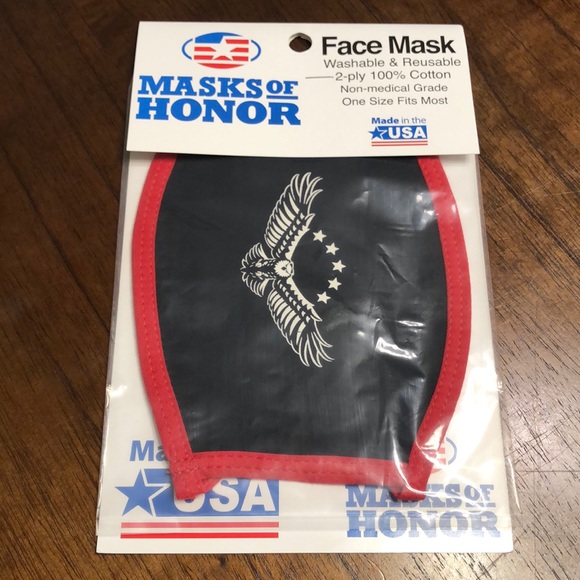 MASKS OF
HONOR
Face Mask
Washable & Reusable
2-ply 100% Cotton
Non-medical Grade
One Size Fits Most
Made in the
USA
Ma
USA
MASKS OF
HONOR